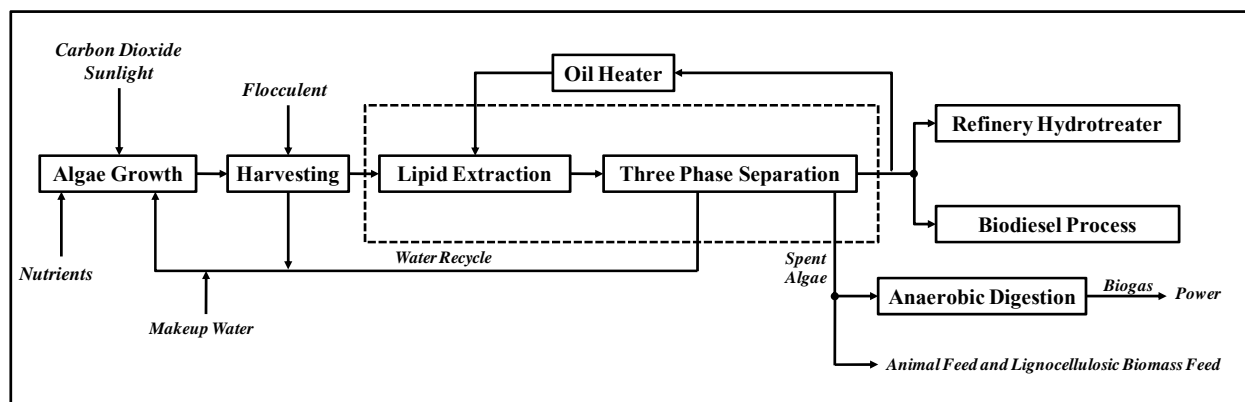 Carbon Dioxide
Sunlight
Flocculent
Oil Heater
Refinery Hydrotreater
Algae Growth
Harvesting
Lipid Extraction
Three Phase Separation
Biodiesel Process
Nutrients
Water Recycle
Spent
Algae
Makeup Water
Anaerobic Digestion
Biogas
Power
Animal Feed and Lignocellulosic Biomass Feed